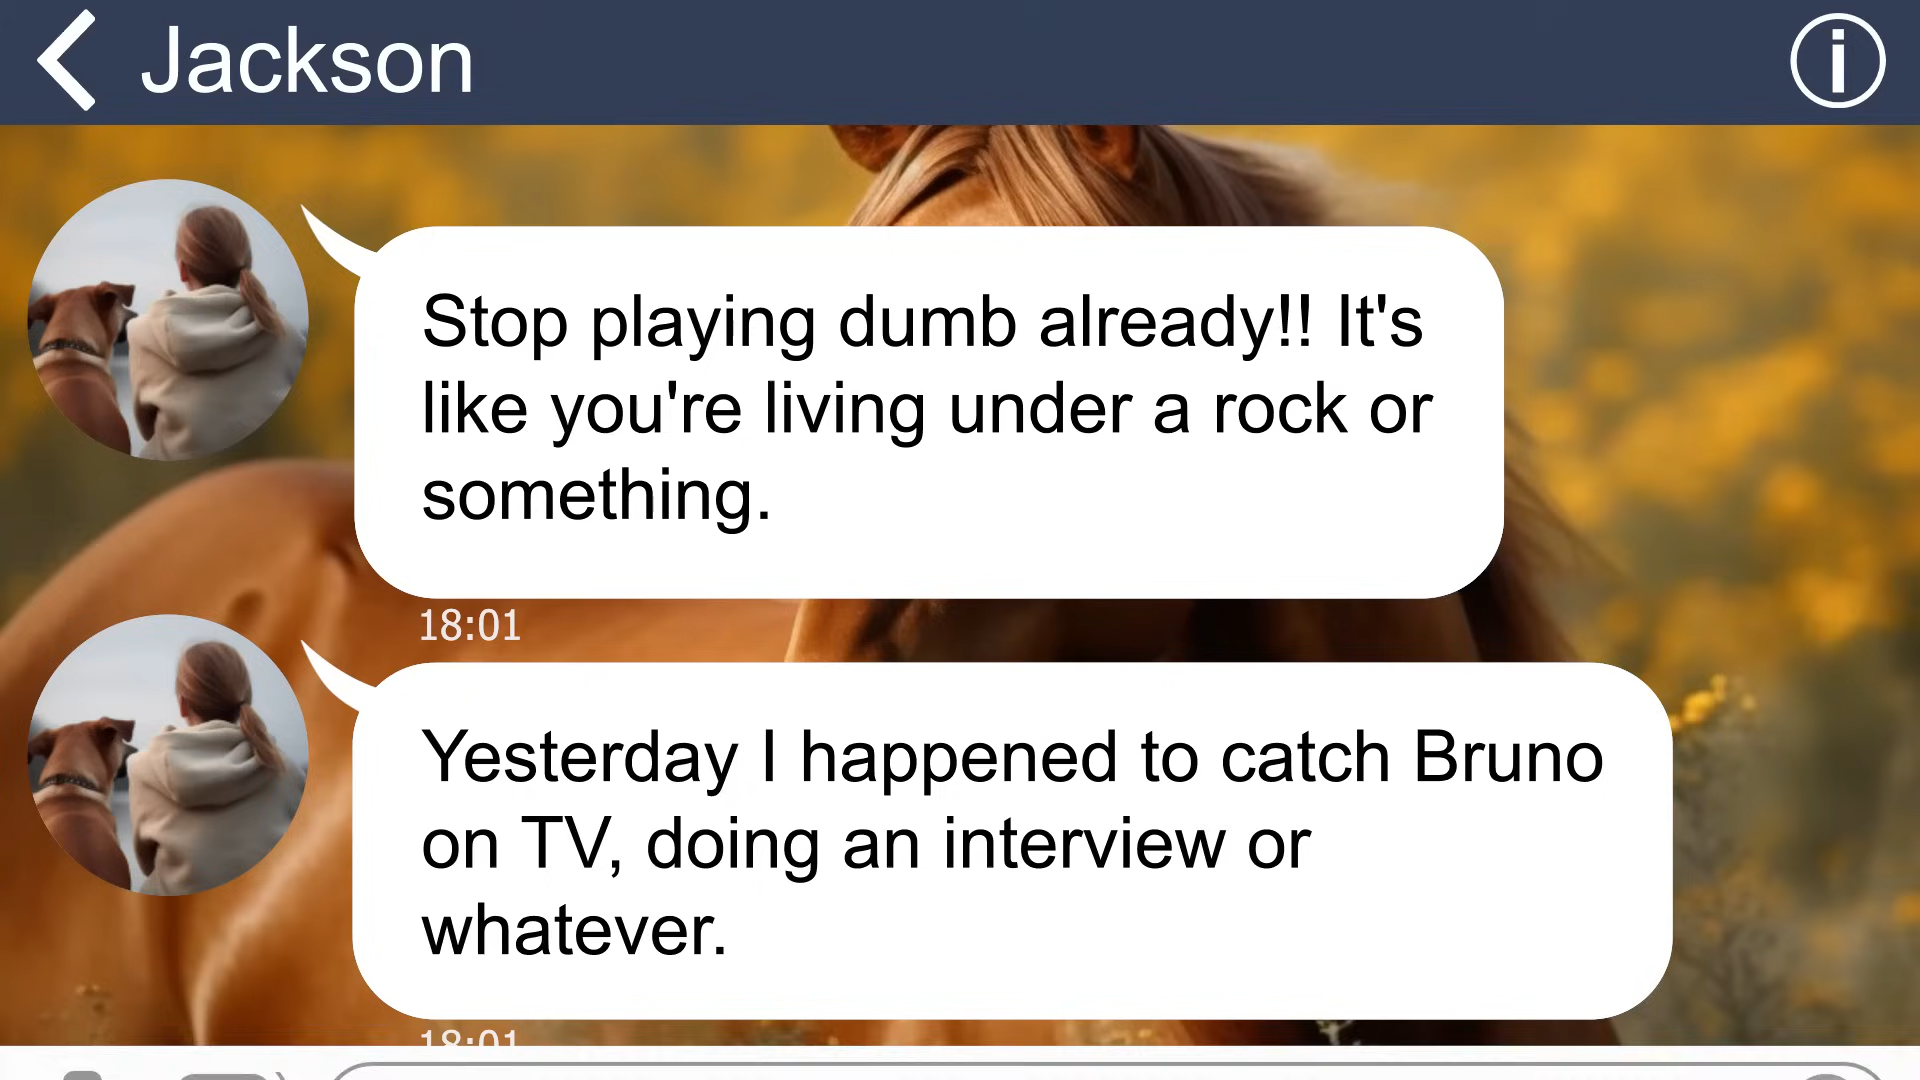 Jackson
Stop playing dumb already!! It's
like you're living under a rock or
something.
18:01
Yesterday I happened to catch Bruno
on TV, doing an interview or
whatever.
18:01